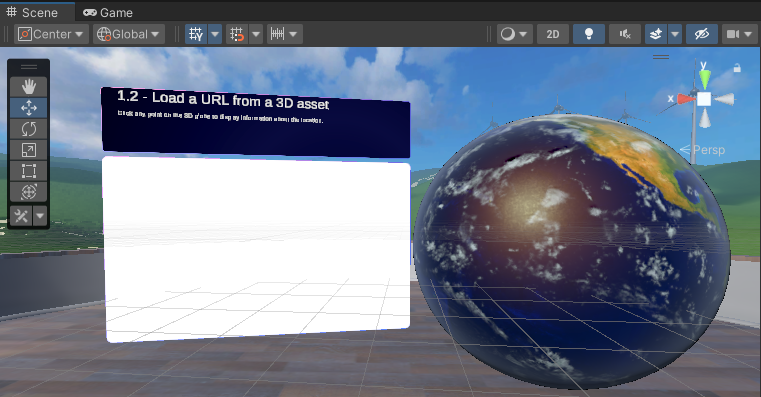 Scene
Game
Center
Global
2D
1.2 - Load a URL from a 3D asset
Click any point on the 3D globe to display information about the location.
y
x
Persp